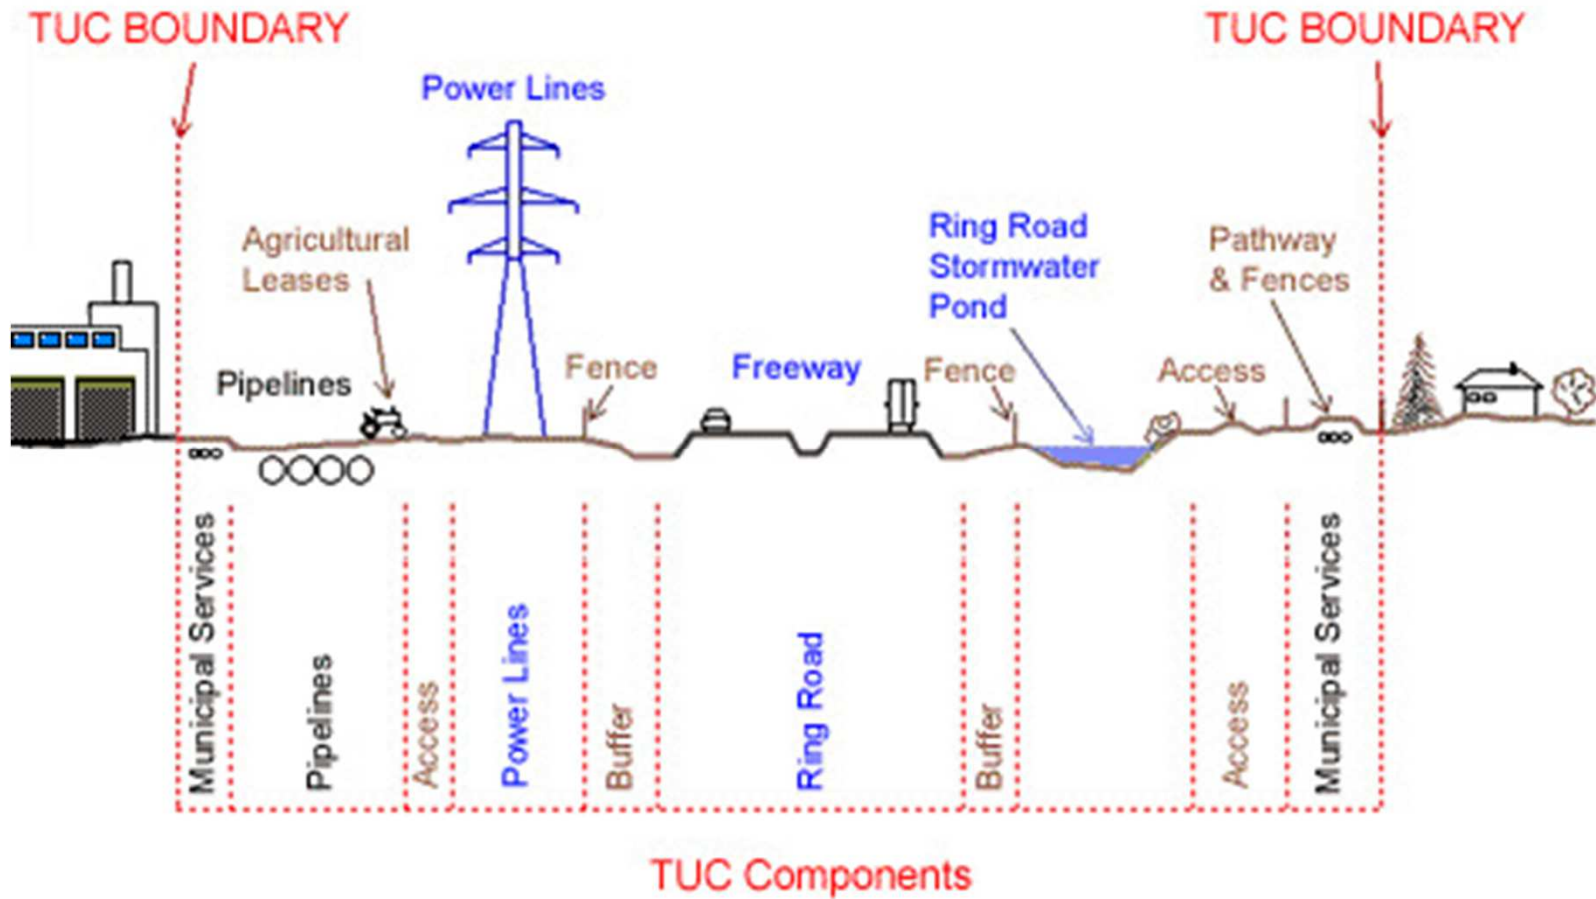 TUC BOUNDARY
TUC BOUNDARY
Power Lines
Agricultural
Leases
Ring Road
Stormwater
Pond
Pathway
& Fences
Pipelines
Fence
Freeway
Fence
Access
Municipal Services
Pipelines
Access
Power Lines
Buffer
Ring Road
Buffer
Access
Municipal Services
TUC Components